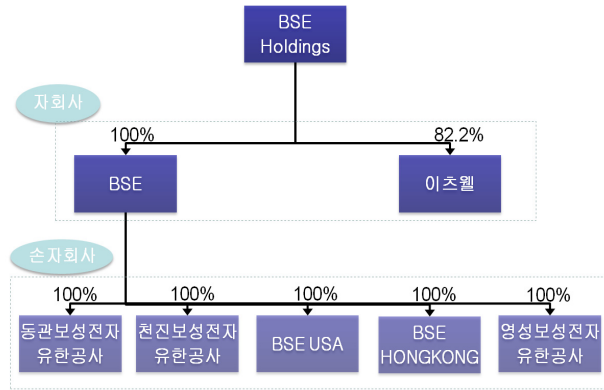 BSE
Holdings
자회사
100%
82.2%
BSE
이츠웰
손자회사
100%
100%
100%
100%
100%
동관보성전자
유한공사
천진보성전자
유한공사
BSE USA
BSE
HONGKONG
영성보성전자
유한공사